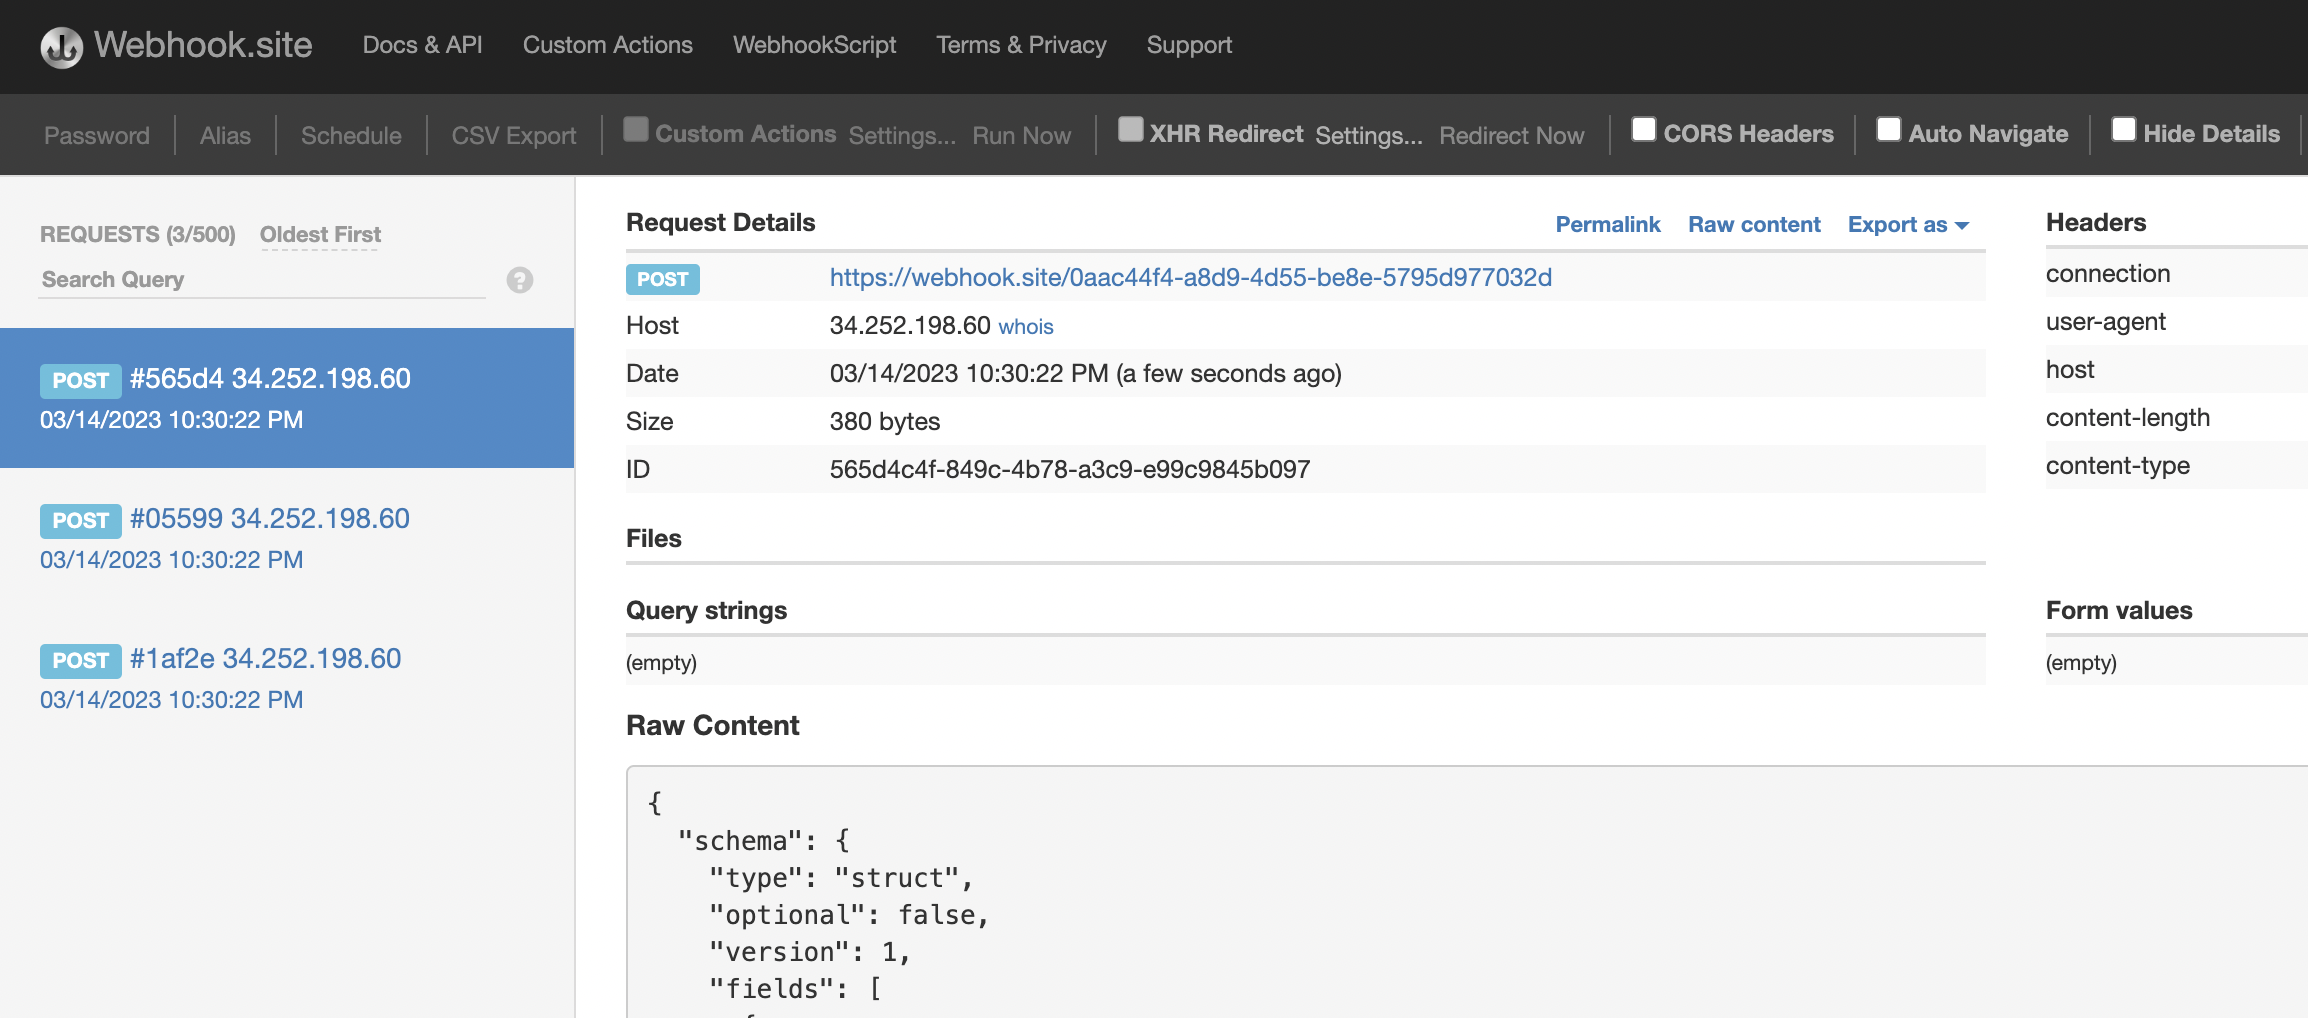 Webhook.site Docs & API Custom Actions WebhookScript Terms & Privacy Support
Password Alias Schedule CSV Export Custom Actions Settings... Run Now XHR Redirect Settings... Redirect Now CORS Headers Auto Navigate Hide Details
REQUESTS (3/500) Oldest First
Search Query ?
POST #565d4 34.252.198.60
03/14/2023 10:30:22 PM
POST #05599 34.252.198.60
03/14/2023 10:30:22 PM
POST #1af2e 34.252.198.60
03/14/2023 10:30:22 PM
Request Details Permalink Raw content Export as
POST https://webhook.site/0aac44f4-a8d9-4d55-be8e-5795d977032d
Host 34.252.198.60 whois
Date 03/14/2023 10:30:22 PM (a few seconds ago)
Size 380 bytes
ID 565d4c4f-849c-4b78-a3c9-e99c9845b097
Files
Query strings
(empty)
Headers
connection
user-agent
host
content-length
content-type
Form values
(empty)
Raw Content
{
"schema": {
"type": "struct",
"optional": false,
"version": 1,
"fields": [